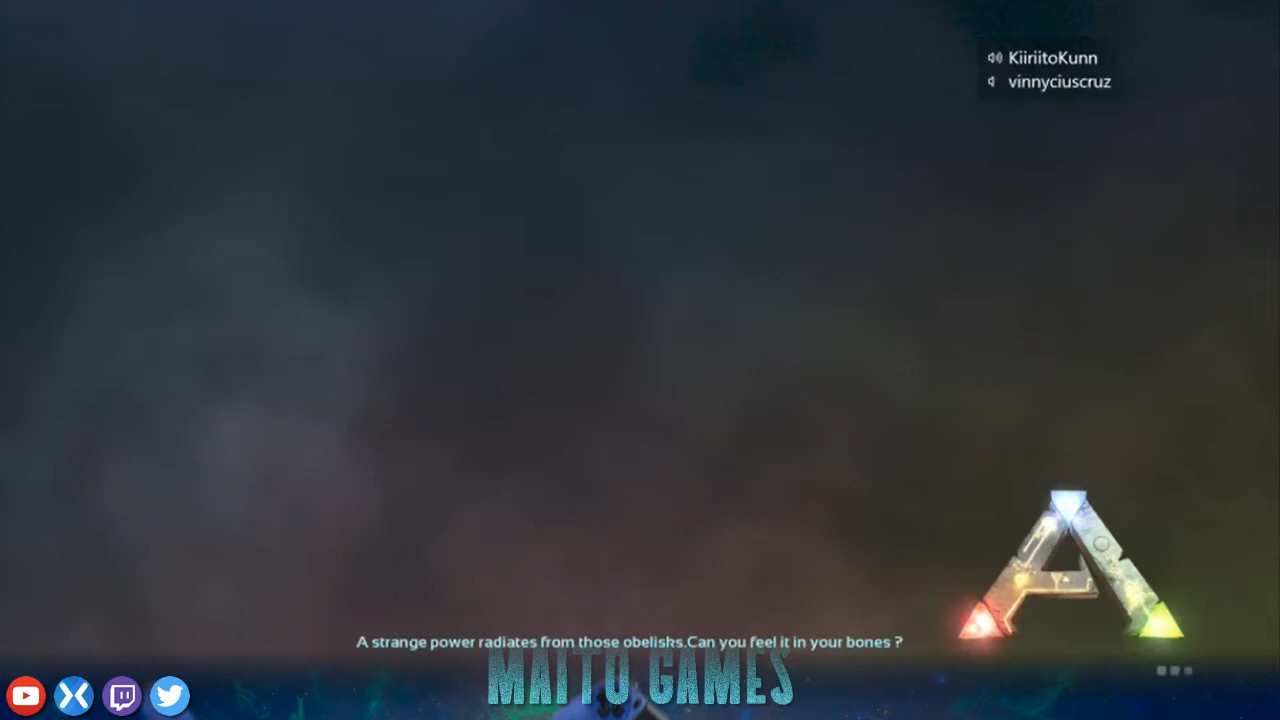 KiiriitoKunn
vinnyciuscruz
A strange power radiates from those obelisks.Can you feel it in your bones ?
MAITO GAMES